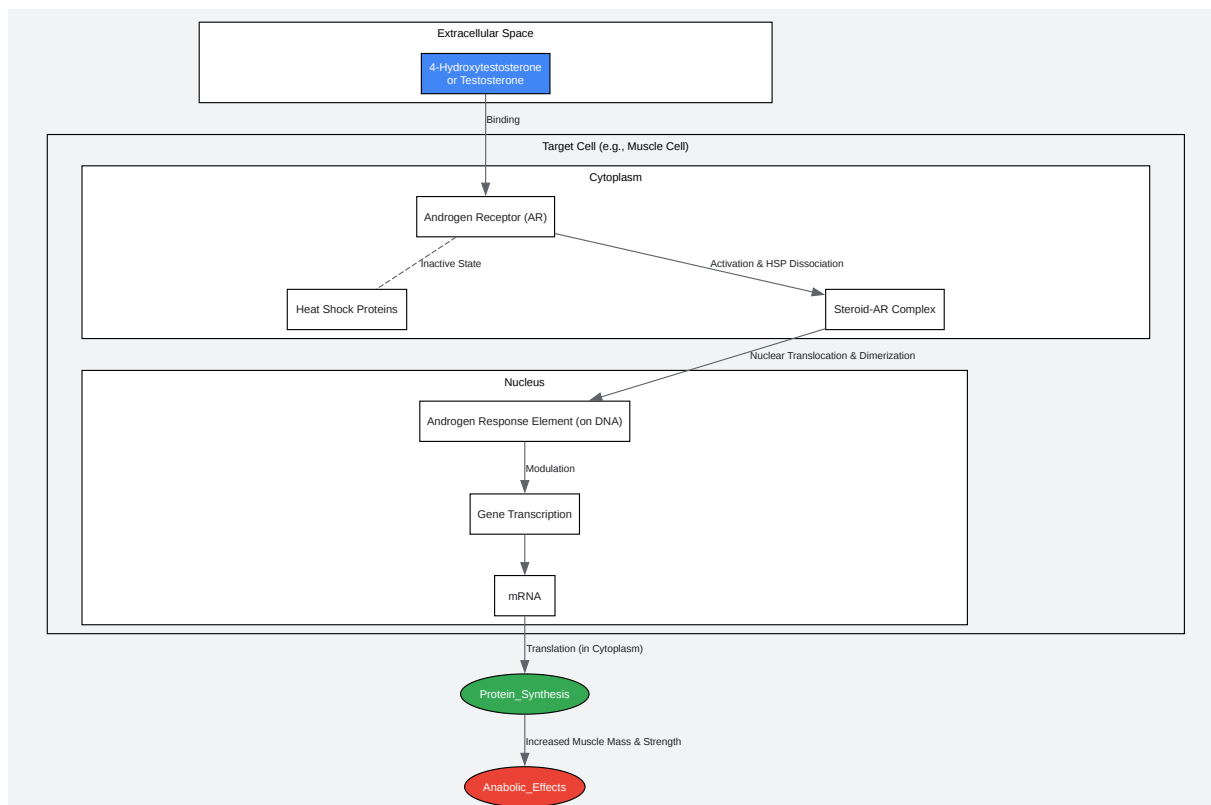 Extracellular Space
4-Hydroxytestosterone
or Testosterone
Binding
Target Cell (e.g., Muscle Cell)
Cytoplasm
Androgen Receptor (AR)
Inactive State
Activation & HSP Dissociation
Heat Shock Proteins
Steroid-AR Complex
Nuclear Translocation & Dimerization
Nucleus
Androgen Response Element (on DNA)
Modulation
Gene Transcription
mRNA
Translation (in Cytoplasm)
Protein_Synthesis
Increased Muscle Mass & Strength
Anabolic_Effects